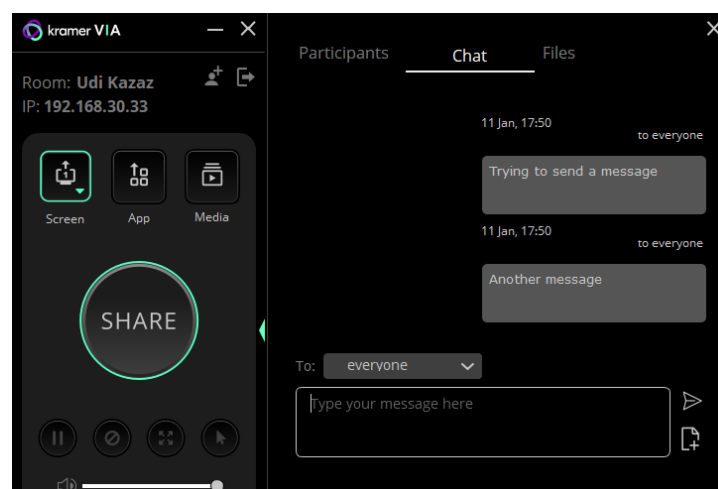 kramer VIA
Room: Udi Kazaz
IP: 192.168.30.33
1
Screen
App
Media
SHARE
Participants
Chat
Files
11 Jan, 17:50
to everyone
Trying to send a message
11 Jan, 17:50
to everyone
Another message
To: everyone
Type your message here